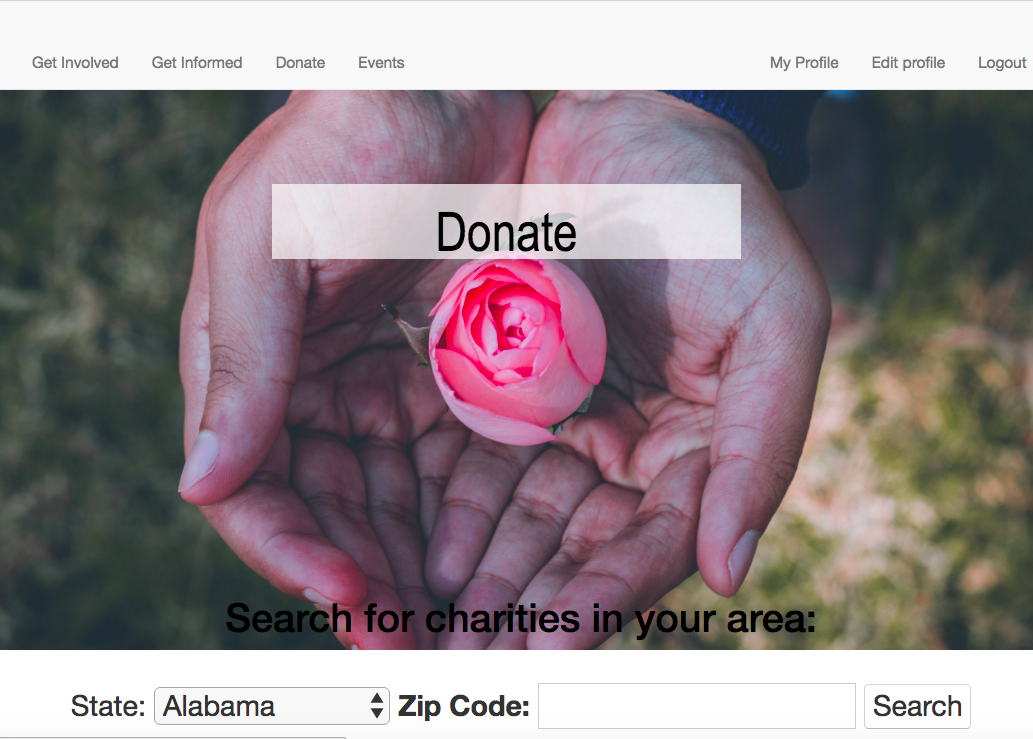 Get Involved Get Informed Donate Events My Profile Edit profile Logout
Donate
Search for charities in your area:
State: Alabama Zip Code: Search